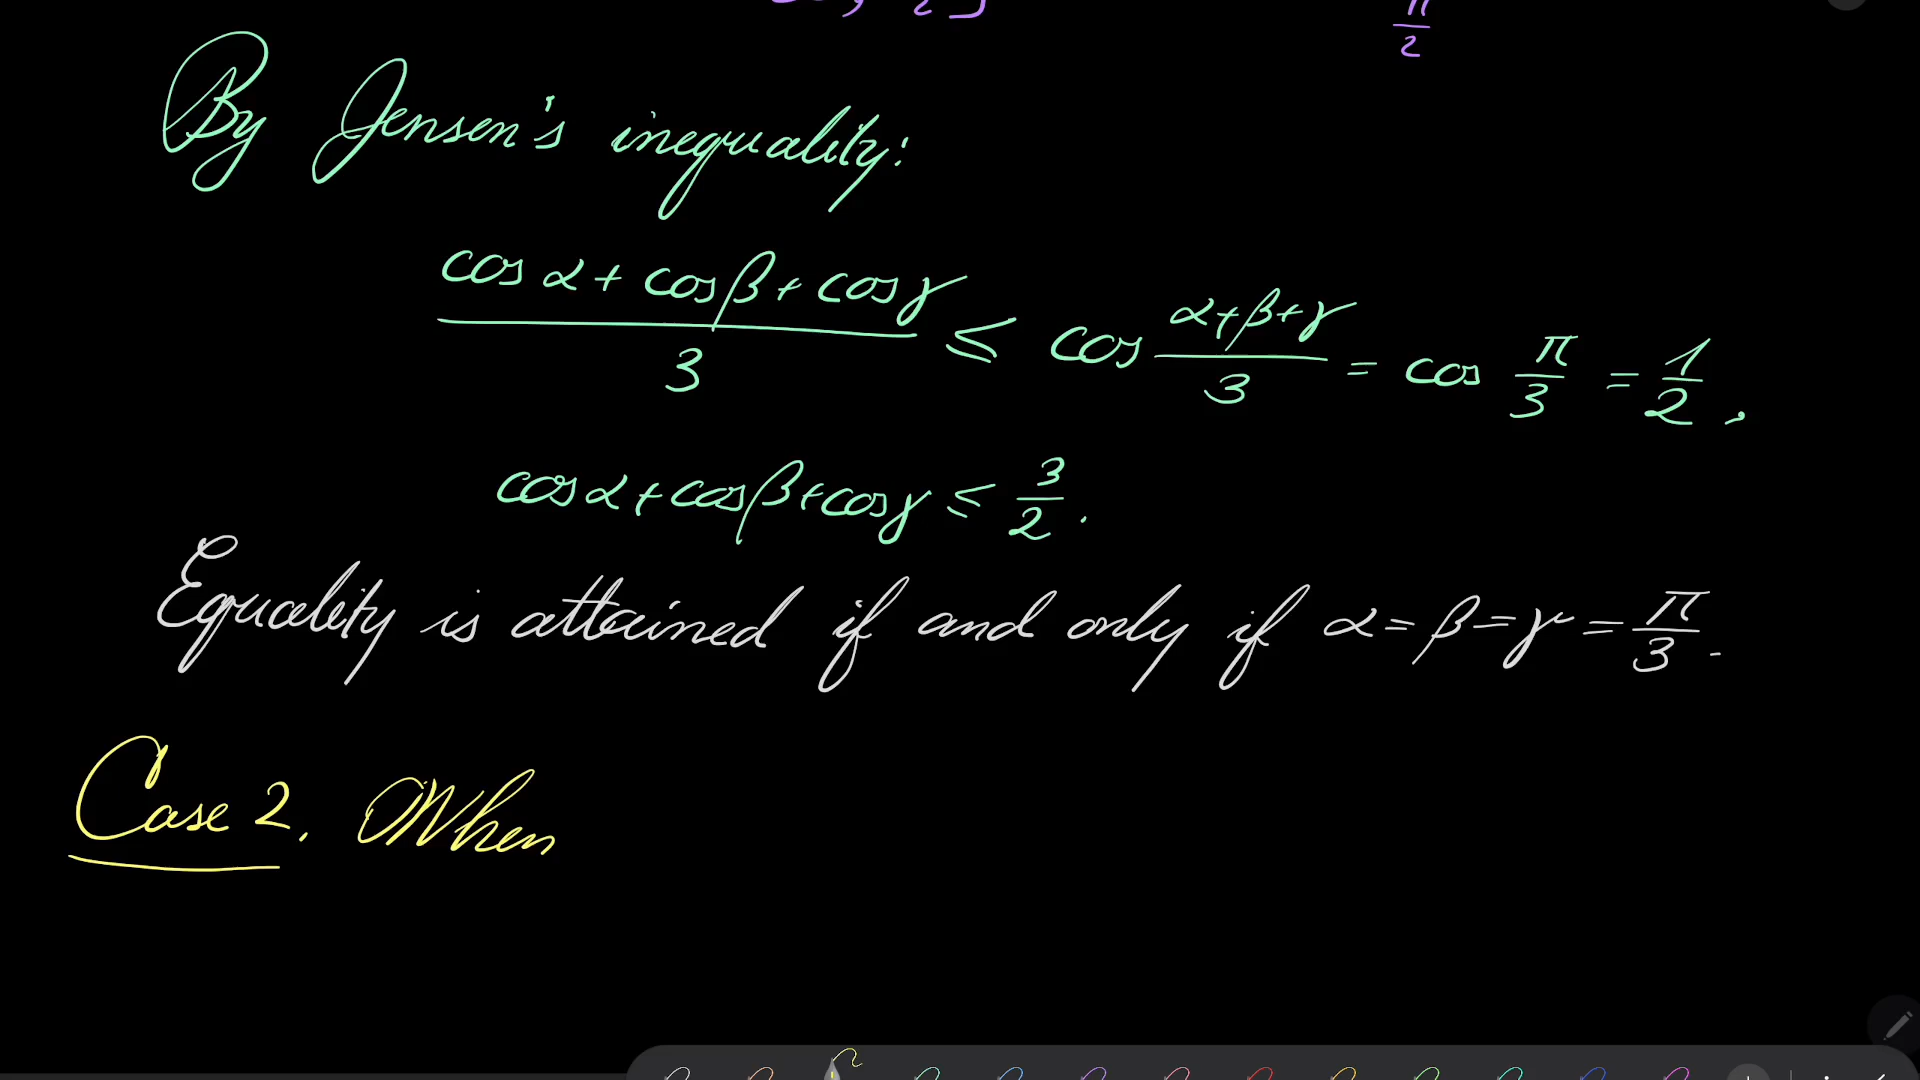 π/2
By Jensen's inequality:
(cos α + cos β + cos γ)/3 ≤ cos (α+β+γ)/3 = cos π/3 = 1/2,
cos α + cos β + cos γ ≤ 3/2.
Equality is attained if and only if α = β = γ = π/3.
Case 2. When